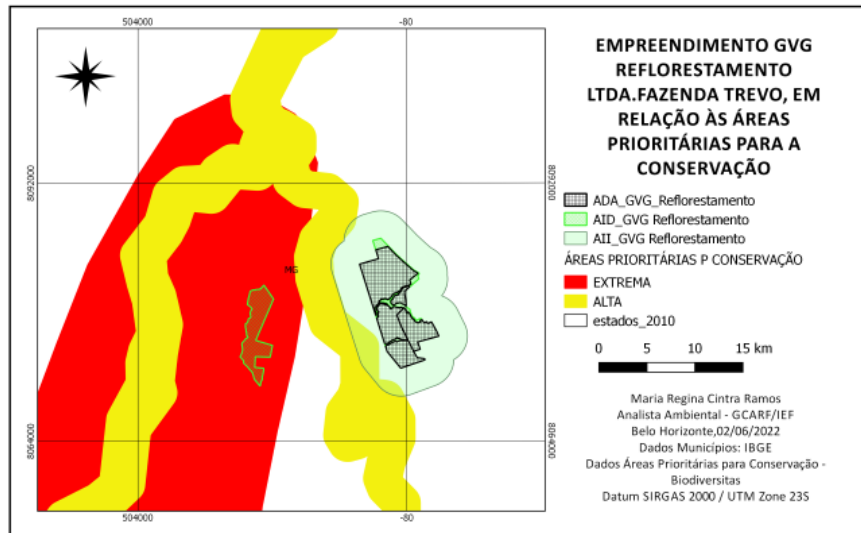 504000
-80
8092000
8092000
MG
8064000
8064000
504000
-80
EMPREENDIMENTO GVG
REFLORESTAMENTO
LTDA.FAZENDA TREVO, EM
RELAÇÃO ÀS ÁREAS
PRIORITÁRIAS PARA A
CONSERVAÇÃO
ADA_GVG_Reflorestamento
AID_GVG Reflorestamento
AII_GVG Reflorestamento
ÁREAS PRIORITÁRIAS P CONSERVAÇÃO
EXTREMA
ALTA
estados_2010
0 5 10 15 km
Maria Regina Cintra Ramos
Analista Ambiental - GCARF/IEF
Belo Horizonte,02/06/2022
Dados Municípios: IBGE
Dados Áreas Prioritárias para Conservação -
Biodiversitas
Datum SIRGAS 2000 / UTM Zone 23S